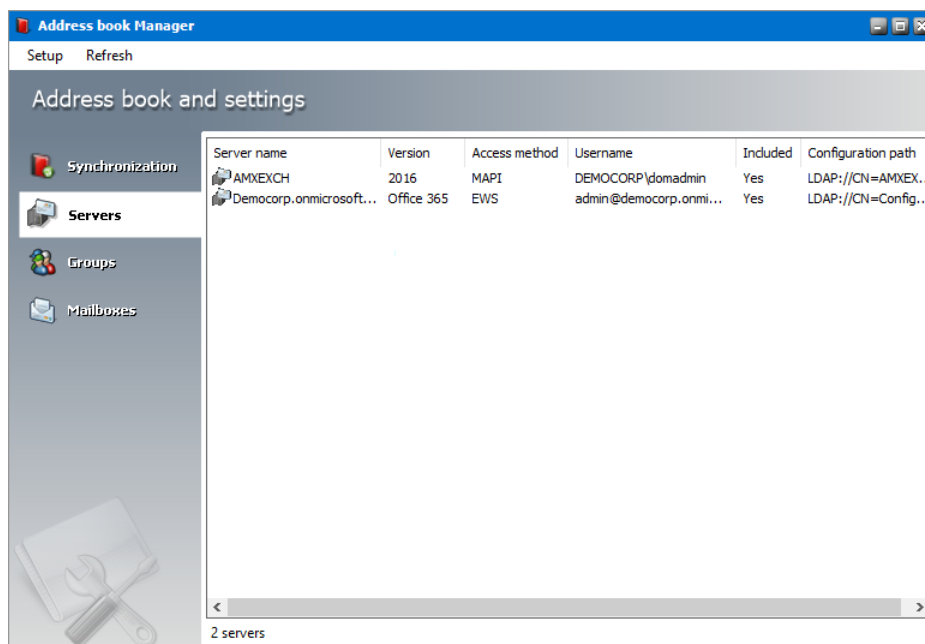 Address book Manager
Setup Refresh
Address book and settings
Synchronization
Servers
Groups
Mailboxes
Server name Version Access method Username Included Configuration path
AMXEXCH 2016 MAPI DEMOCORP\domadmin Yes LDAP://CN=AMXEX...
Democorp.onmicrosoft... Office 365 EWS admin@democorp.onmi... Yes LDAP://CN=Config...
2 servers